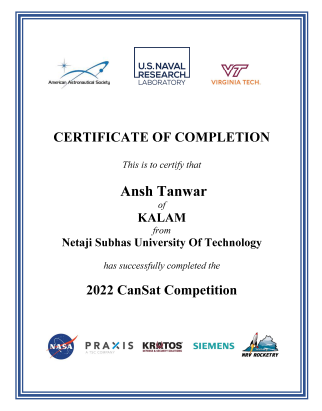 American Astronautical Society
U.S. NAVAL
RESEARCH
LABORATORY
VIRGINIA TECH.
CERTIFICATE OF COMPLETION
This is to certify that
Ansh Tanwar
of
KALAM
from
Netaji Subhas University Of Technology
has successfully completed the
2022 CanSat Competition
NASA
PRAXIS
KRATOS
SIEMENS
NRV ROCKETRY